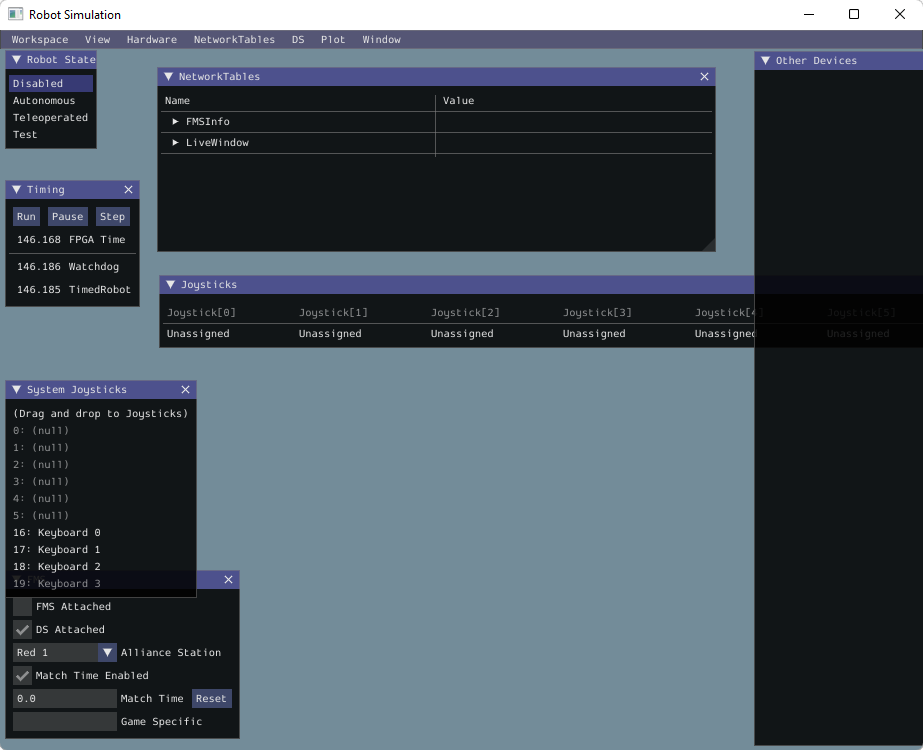 Robot Simulation
Workspace View Hardware NetworkTables DS Plot Window
Robot State
Disabled
Autonomous
Teleoperated
Test
NetworkTables
Name Value
FMSInfo
LiveWindow
Other Devices
Timing
Run Pause Step
146.168 FPGA Time
146.186 Watchdog
146.185 TimedRobot
Joysticks
Joystick[0] Joystick[1] Joystick[2] Joystick[3] Joystick[4] Joystick[5]
Unassigned Unassigned Unassigned Unassigned Unassigned Unassigned
System Joysticks
(Drag and drop to Joysticks)
0: (null)
1: (null)
2: (null)
3: (null)
4: (null)
5: (null)
16: Keyboard 0
17: Keyboard 1
18: Keyboard 2
19: Keyboard 3
FMS Attached
DS Attached
Red 1 Alliance Station
Match Time Enabled
0.0 Match Time Reset
Game Specific